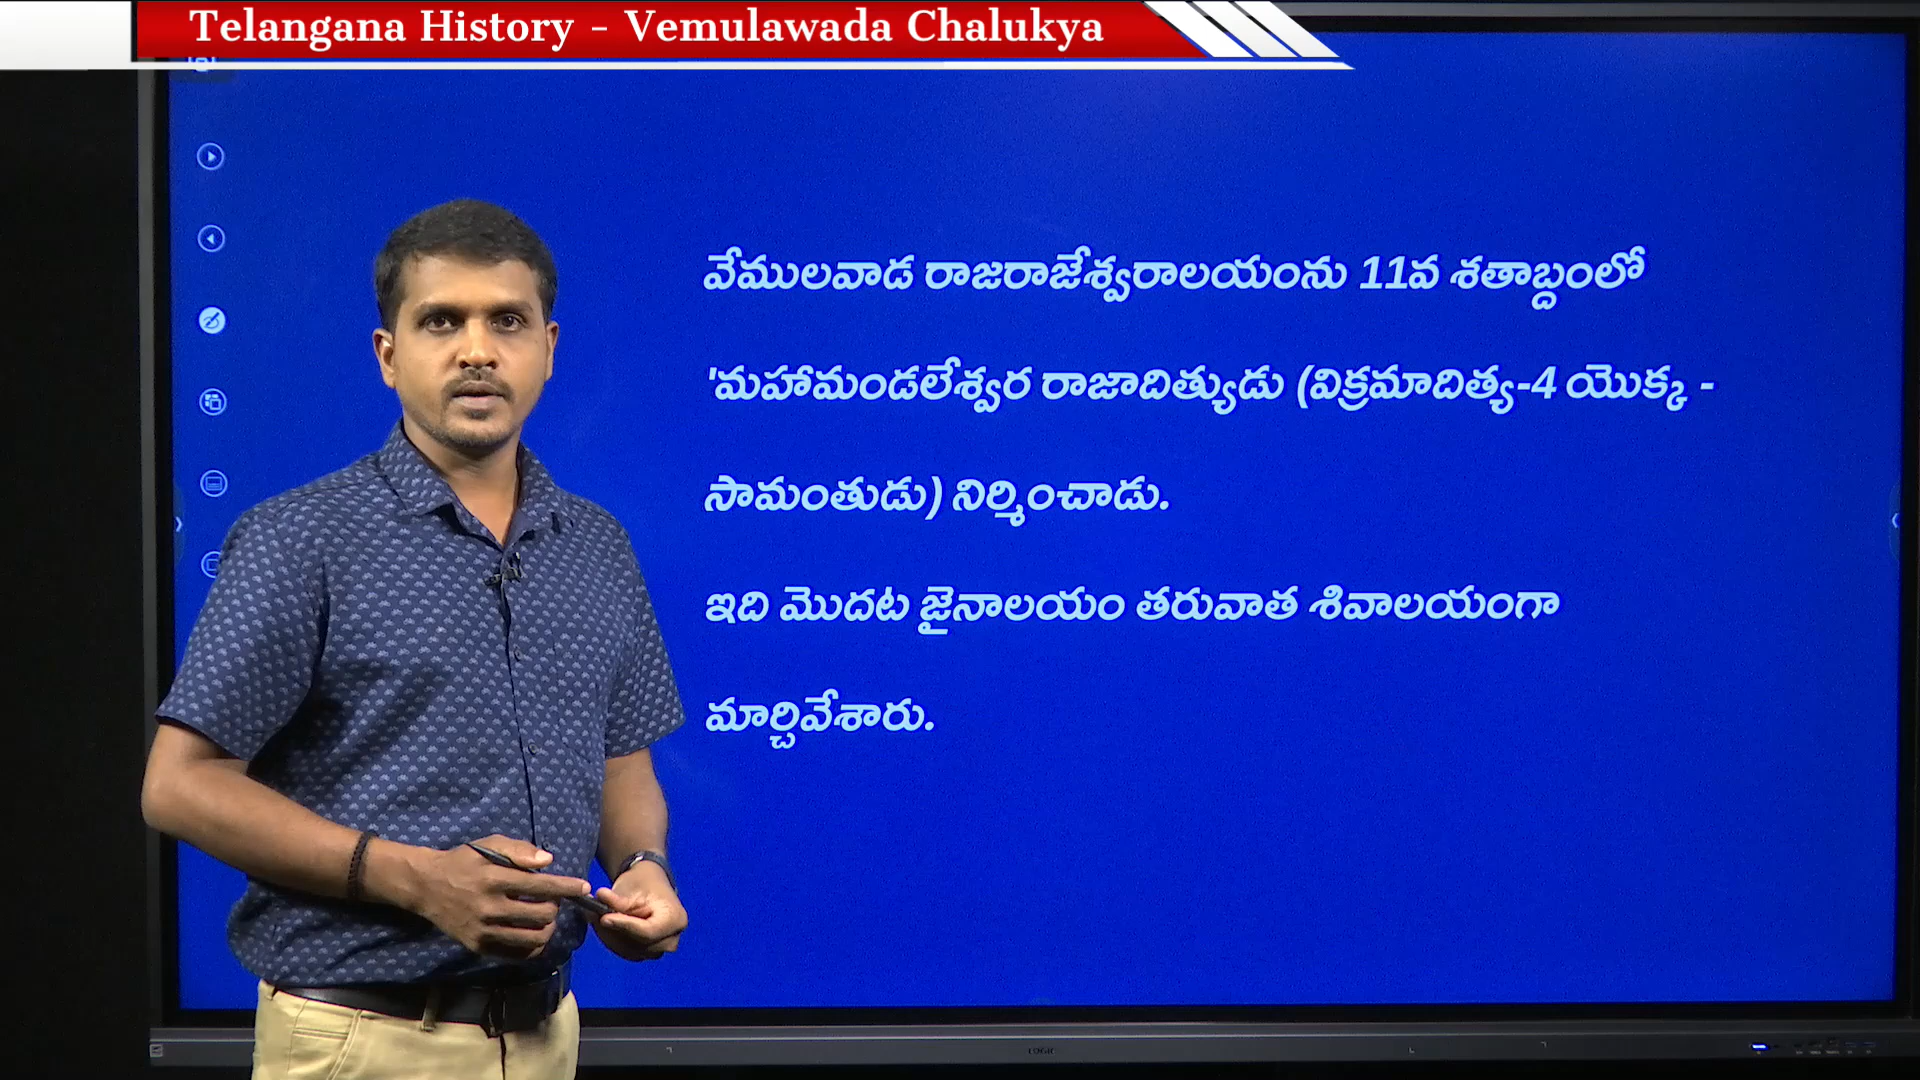 Telangana History - Vemulawada Chalukya
వేములవాడ రాజరాజేశ్వరాలయంను 11వ శతాబ్దంలో
'మహామండలేశ్వర రాజాదిత్యుడు (విక్రమాదిత్య-4 యొక్క -
సామంతుడు) నిర్మించాడు.
ఇది మొదట జైనాలయం తరువాత శివాలయంగా
మార్చివేశారు.